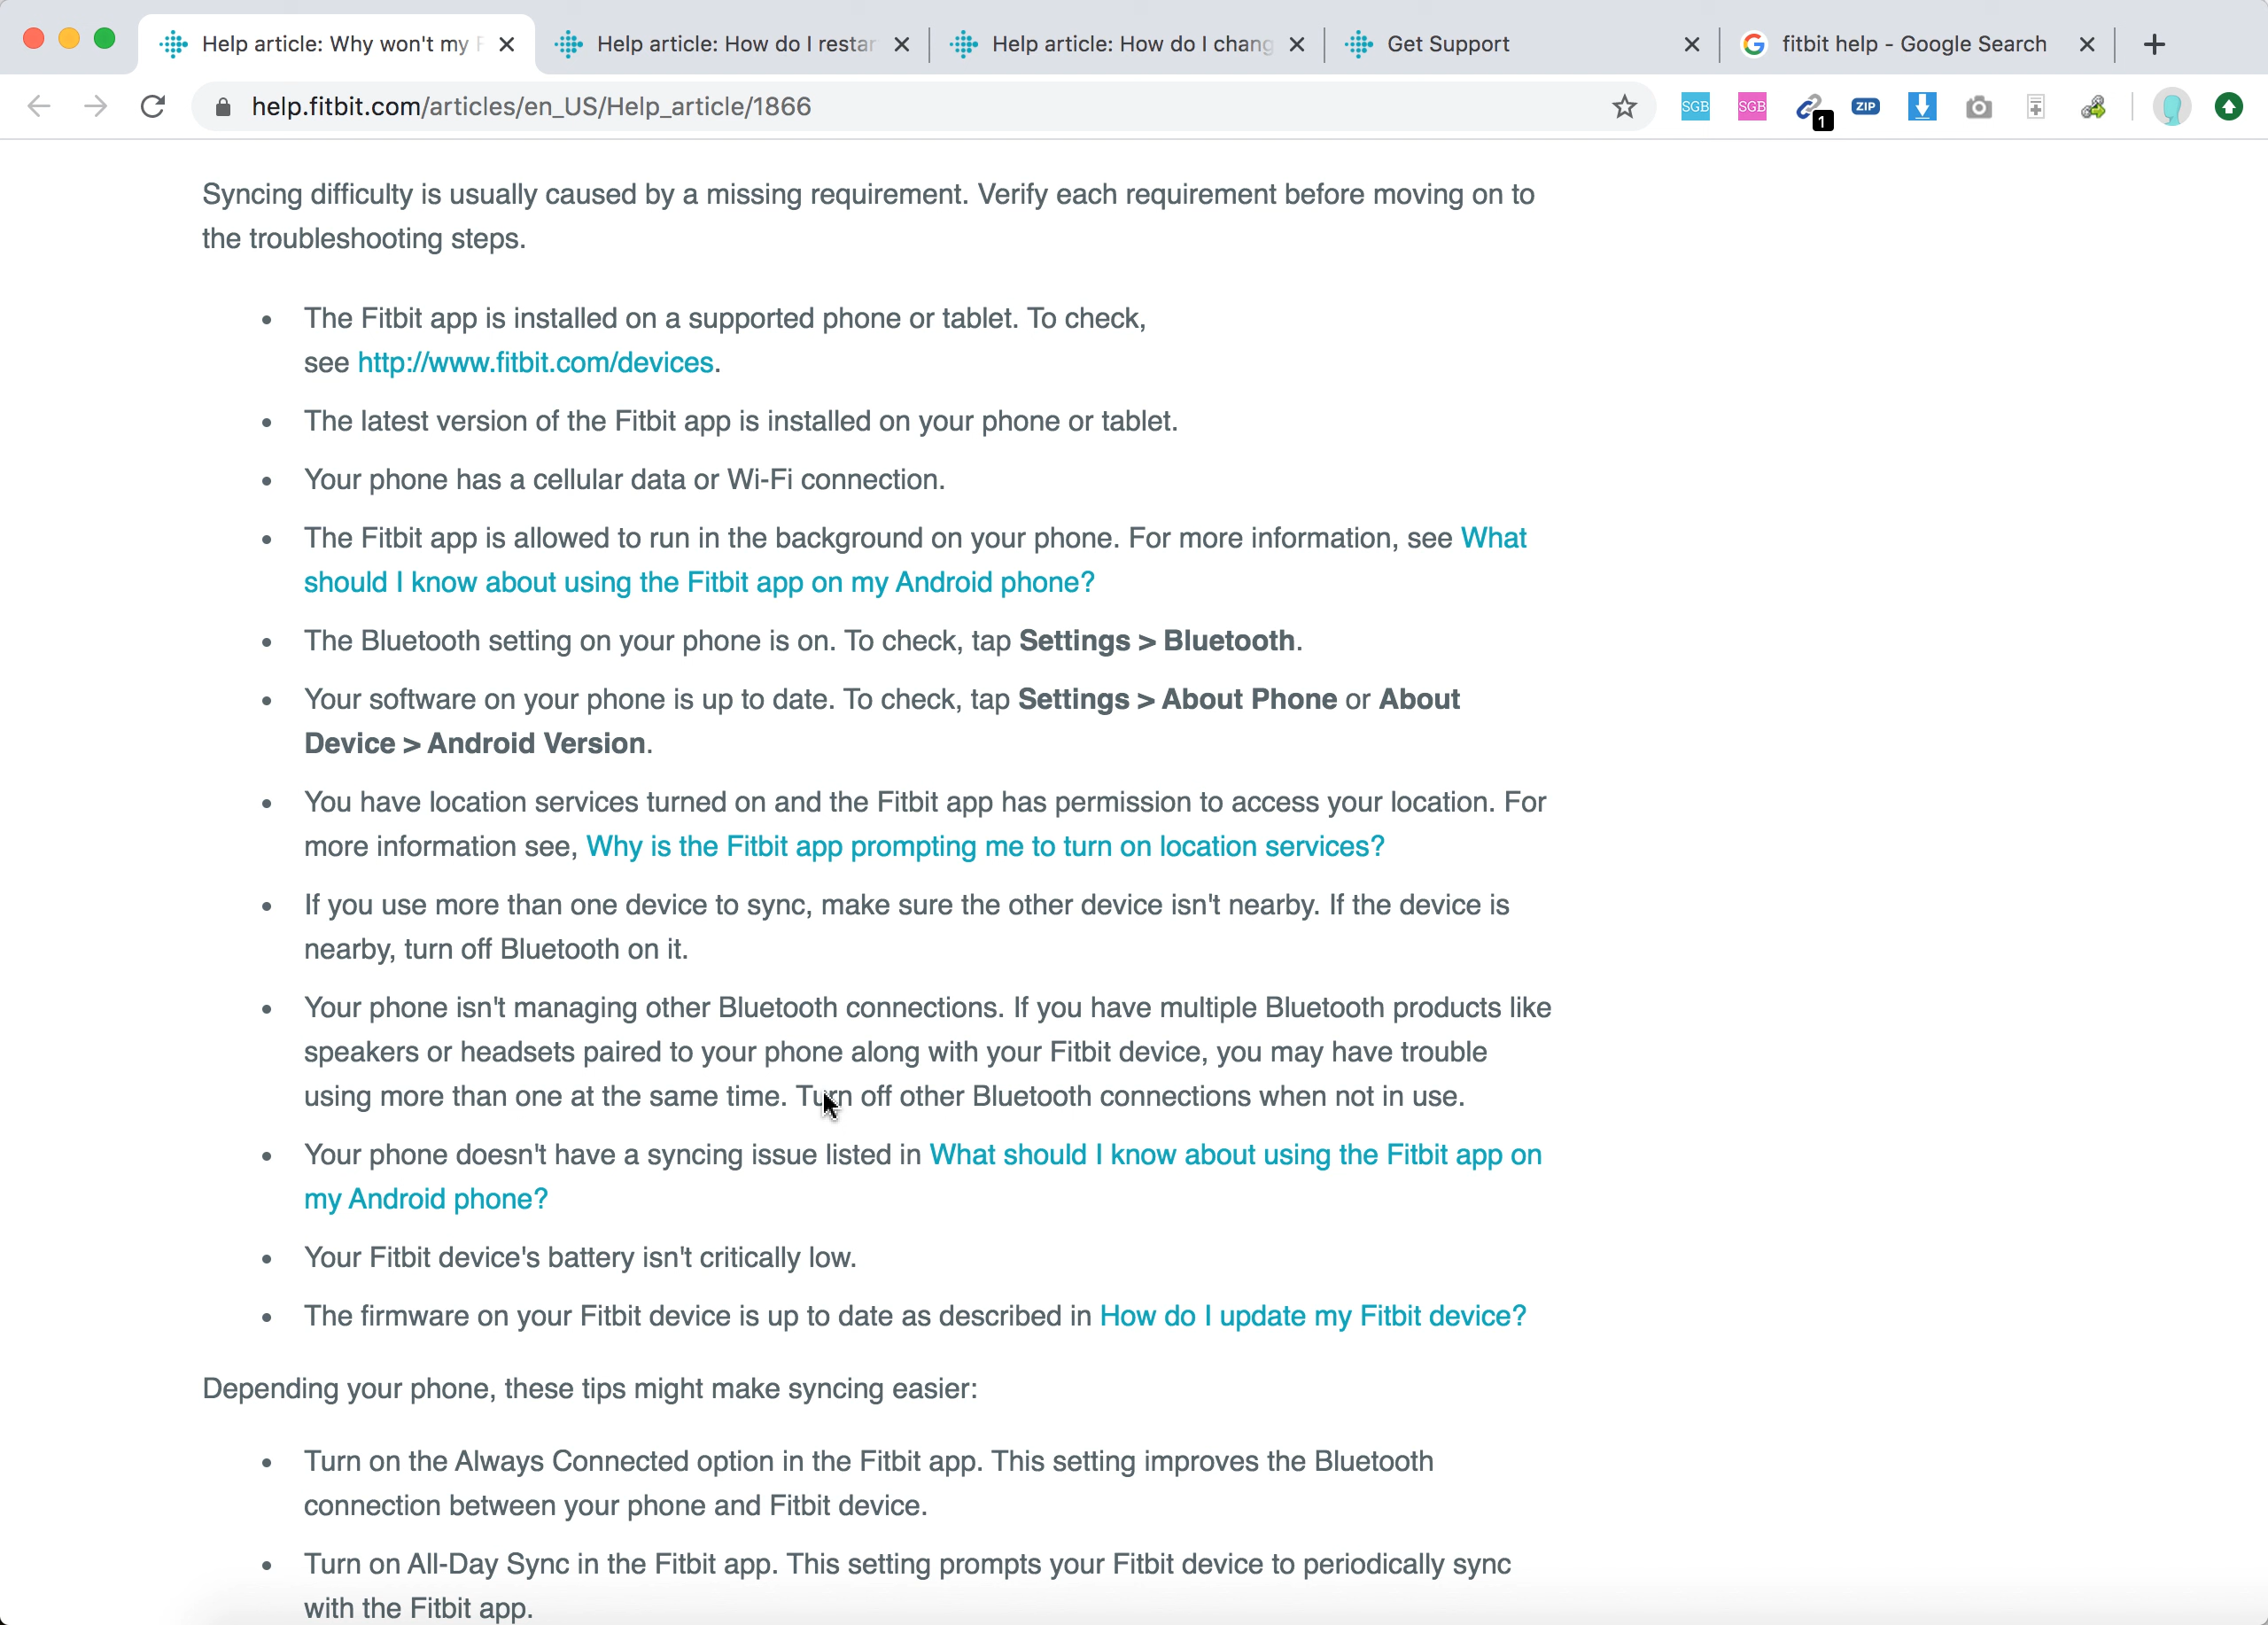 Help article: Why won't my F
Help article: How do I restar
Help article: How do I chang
Get Support
fitbit help - Google Search
help.fitbit.com/articles/en_US/Help_article/1866
SGB
SGB
1
ZIP
Syncing difficulty is usually caused by a missing requirement. Verify each requirement before moving on to
the troubleshooting steps.
The Fitbit app is installed on a supported phone or tablet. To check,
see http://www.fitbit.com/devices.
The latest version of the Fitbit app is installed on your phone or tablet.
Your phone has a cellular data or Wi-Fi connection.
The Fitbit app is allowed to run in the background on your phone. For more information, see What
should I know about using the Fitbit app on my Android phone?
The Bluetooth setting on your phone is on. To check, tap Settings > Bluetooth.
Your software on your phone is up to date. To check, tap Settings > About Phone or About
Device > Android Version.
You have location services turned on and the Fitbit app has permission to access your location. For
more information see, Why is the Fitbit app prompting me to turn on location services?
If you use more than one device to sync, make sure the other device isn't nearby. If the device is
nearby, turn off Bluetooth on it.
Your phone isn't managing other Bluetooth connections. If you have multiple Bluetooth products like
speakers or headsets paired to your phone along with your Fitbit device, you may have trouble
using more than one at the same time. Turn off other Bluetooth connections when not in use.
Your phone doesn't have a syncing issue listed in What should I know about using the Fitbit app on
my Android phone?
Your Fitbit device's battery isn't critically low.
The firmware on your Fitbit device is up to date as described in How do I update my Fitbit device?
Depending your phone, these tips might make syncing easier:
Turn on the Always Connected option in the Fitbit app. This setting improves the Bluetooth
connection between your phone and Fitbit device.
Turn on All-Day Sync in the Fitbit app. This setting prompts your Fitbit device to periodically sync
with the Fitbit app.